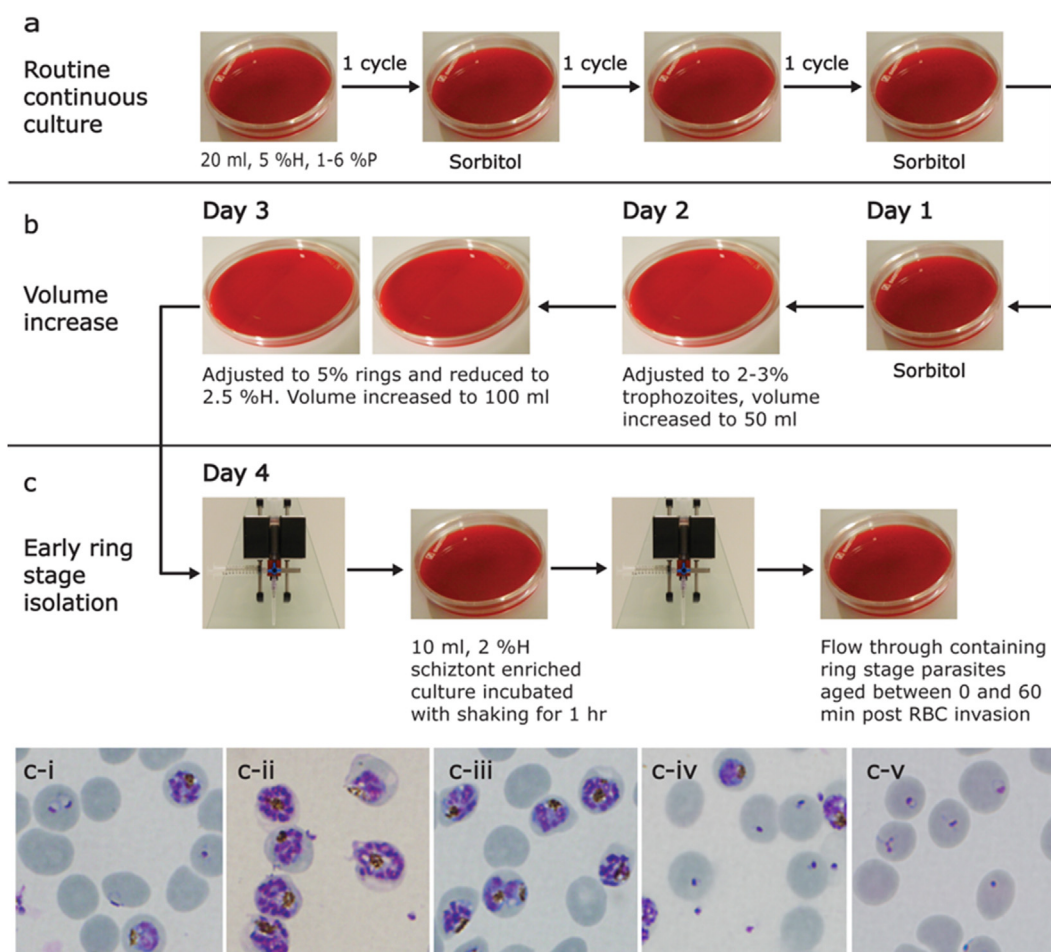 a
Routine
continuous
culture
1 cycle
1 cycle
1 cycle
20 ml, 5 %H, 1-6 %P
Sorbitol
Sorbitol
b
Volume
increase
Day 3
Day 2
Day 1
Adjusted to 5% rings and reduced to
2.5 %H. Volume increased to 100 ml
Adjusted to 2-3%
trophozoites, volume
increased to 50 ml
Sorbitol
c
Early ring
stage
isolation
Day 4
10 ml, 2 %H
schiztont enriched
culture incubated
with shaking for 1 hr
Flow through containing
ring stage parasites
aged between 0 and 60
min post RBC invasion
c-i
c-ii
c-iii
c-iv
c-v